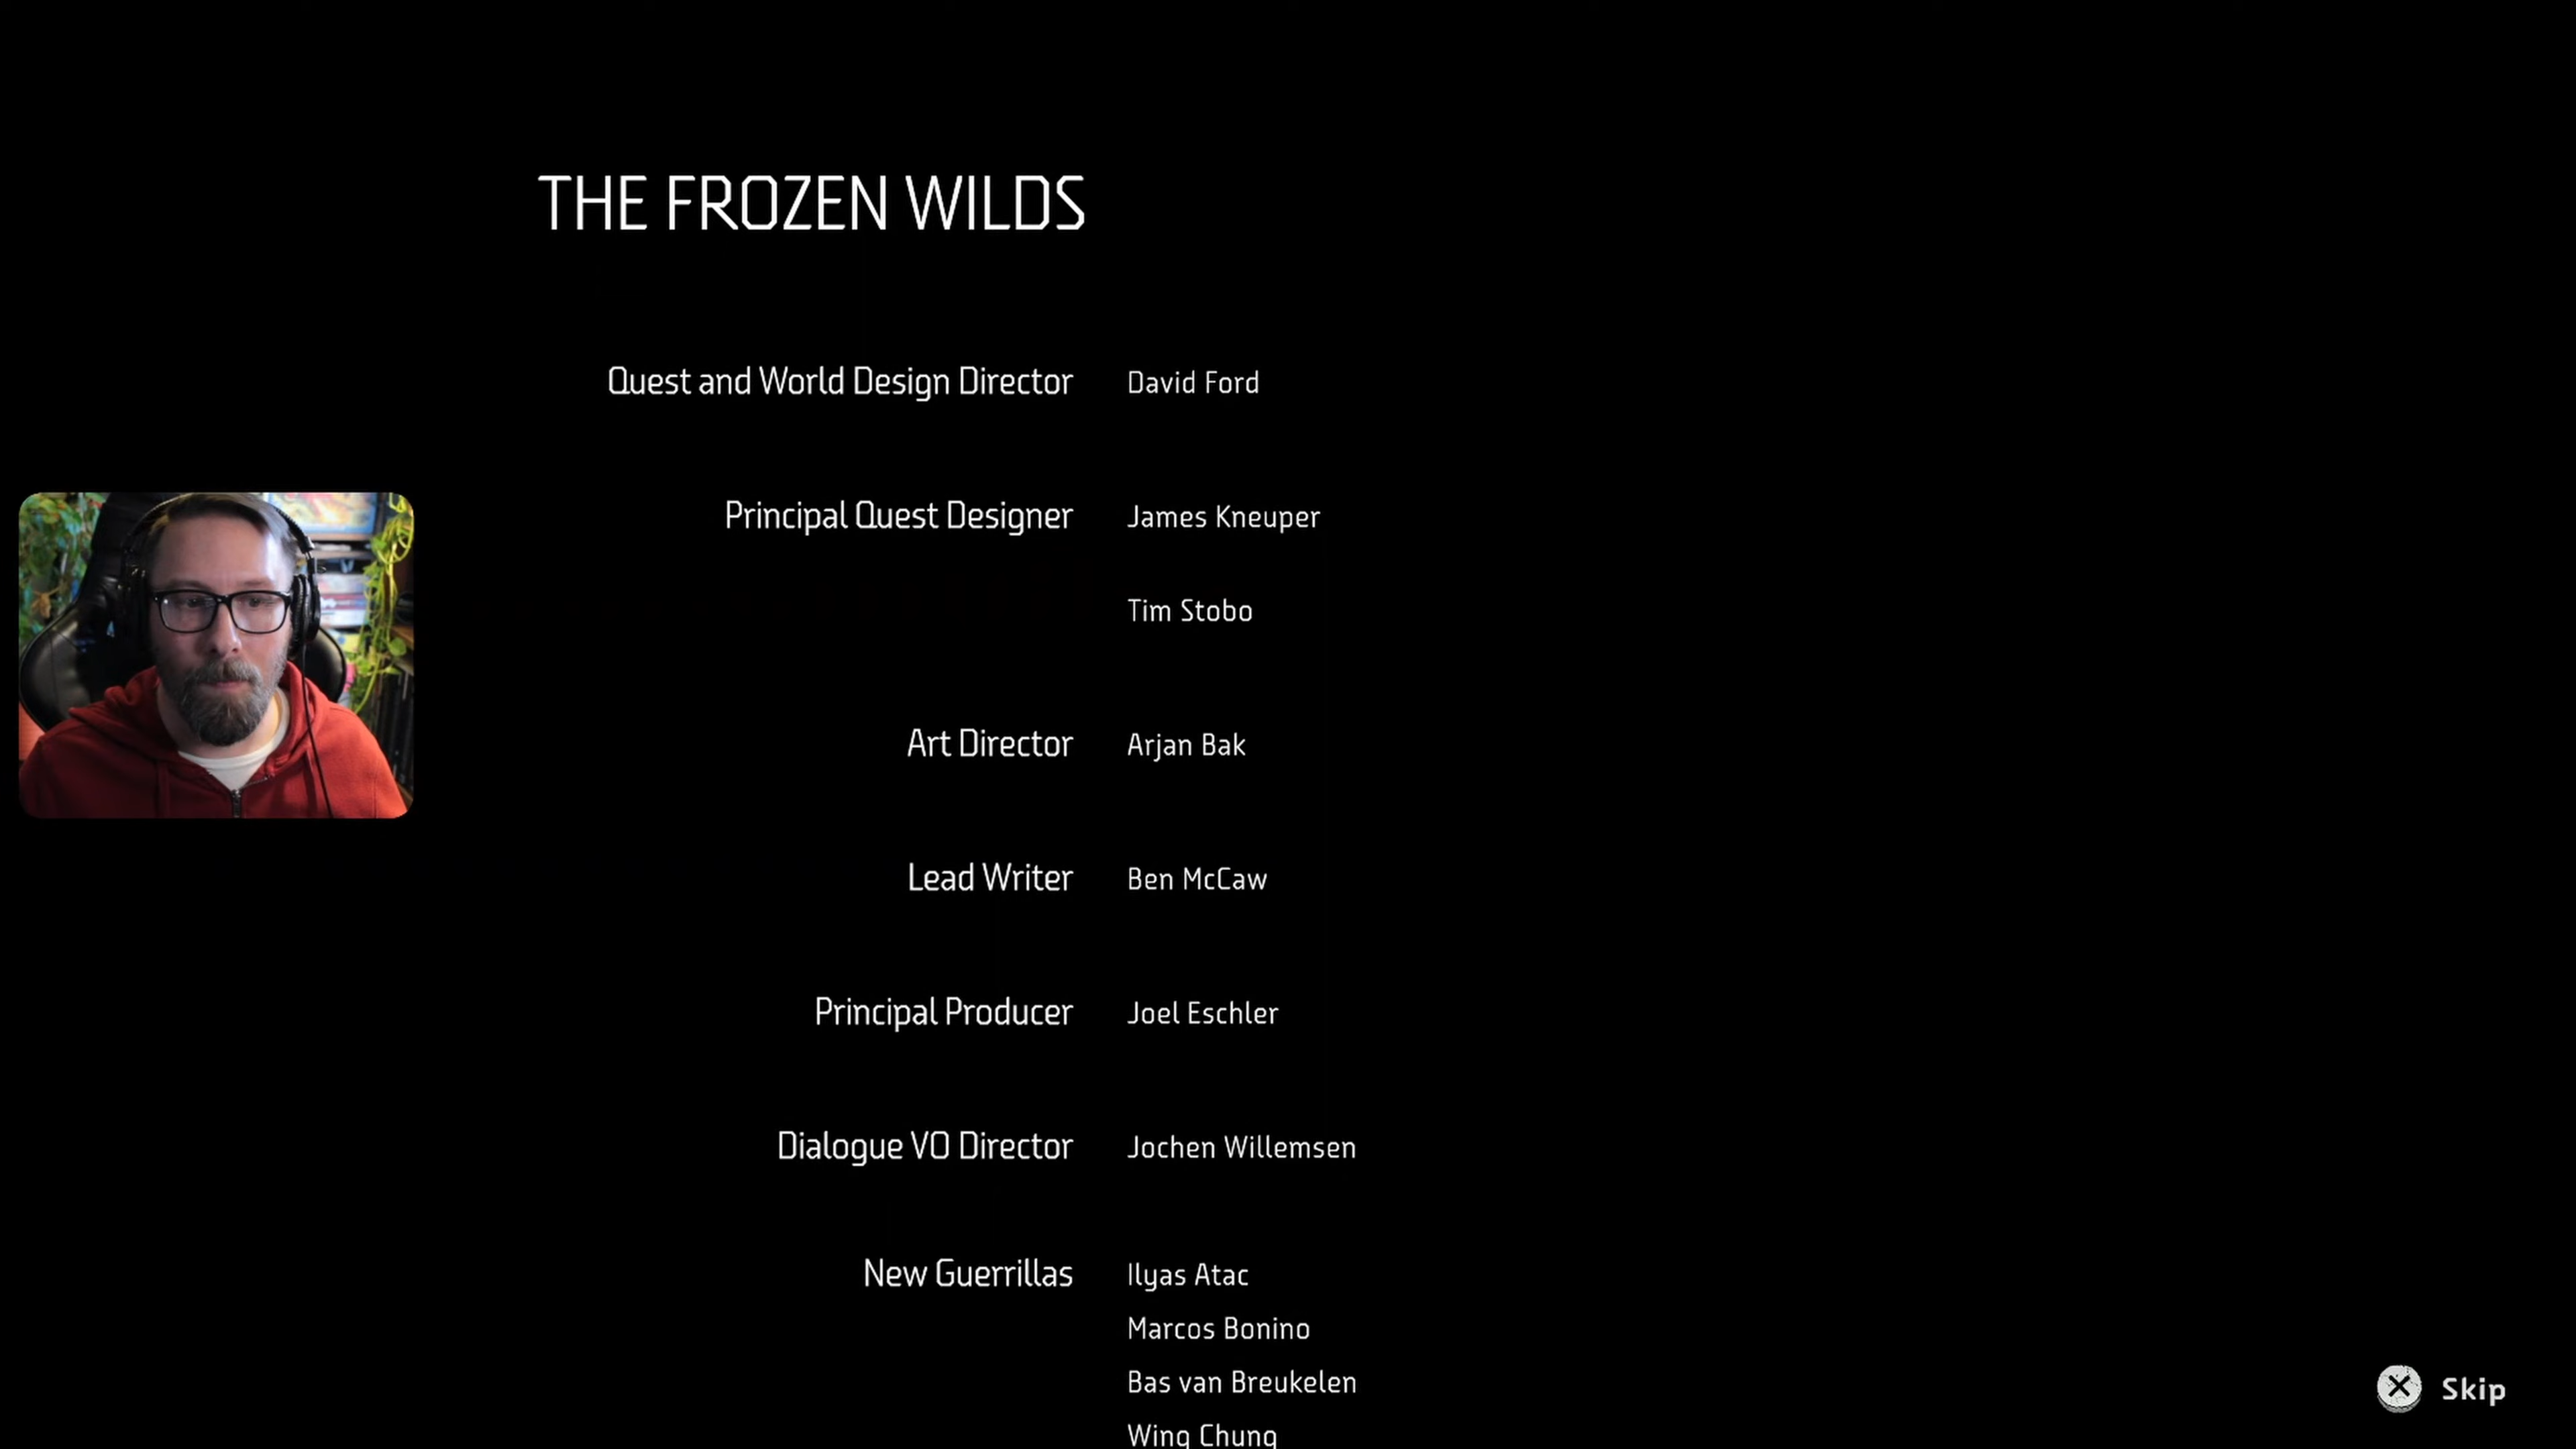 THE FROZEN WILDS
Quest and World Design Director David Ford
Principal Quest Designer James Kneuper
Tim Stobo
Art Director Arjan Bak
Lead Writer Ben McCaw
Principal Producer Joel Eschler
Dialogue VO Director Jochen Willemsen
New Guerrillas Ilyas Atac
Marcos Bonino
Bas van Breukelen
Wing Chung
Skip